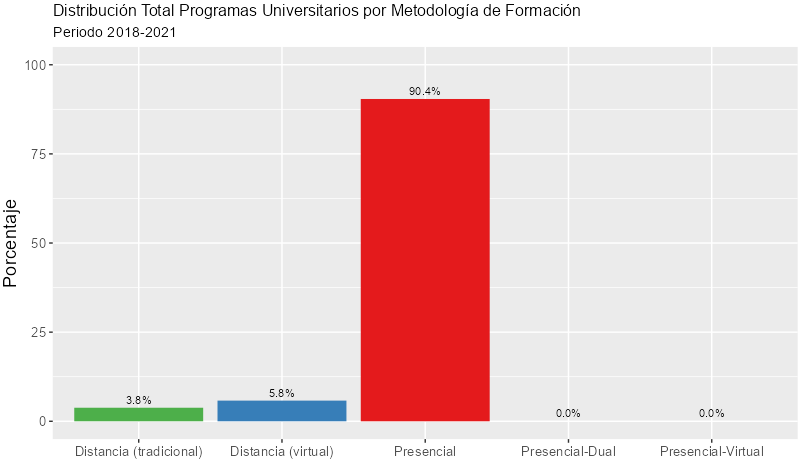 Distribución Total Programas Universitarios por Metodología de Formación
Periodo 2018-2021
Porcentaje
100
75
50
25
0
3.8%
5.8%
90.4%
0.0%
0.0%
Distancia (tradicional)
Distancia (virtual)
Presencial
Presencial-Dual
Presencial-Virtual